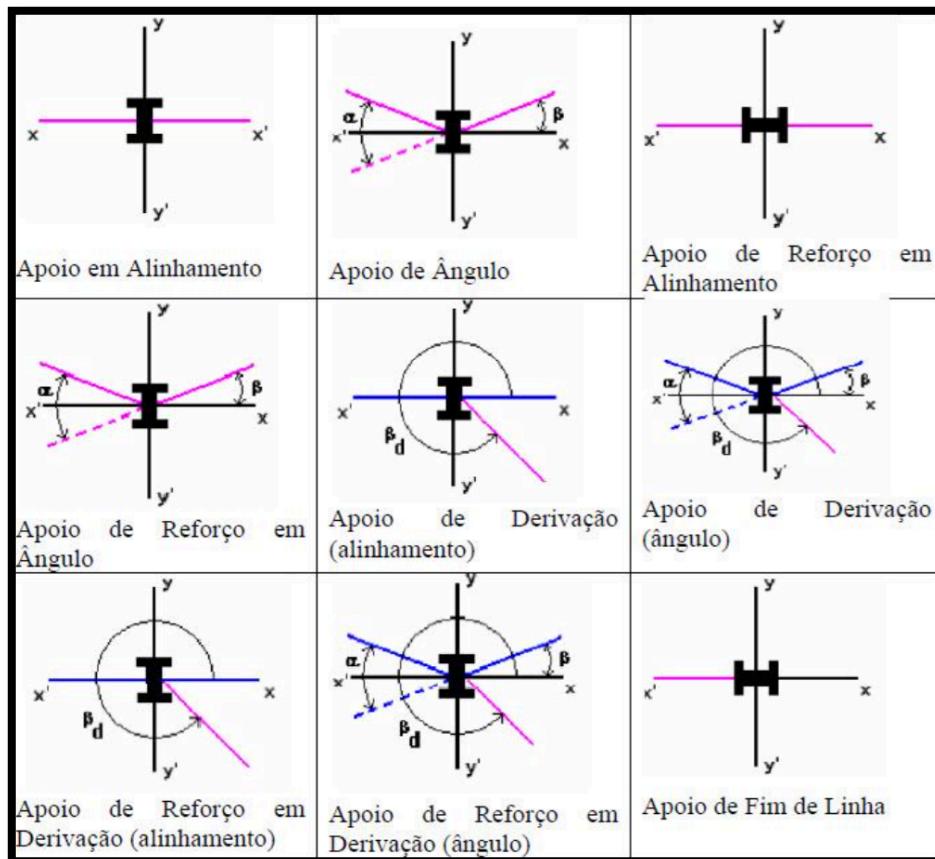 y
x x'
y'
Apoio em Alinhamento
y
α β
x' x
y'
Apoio de Ângulo
y
x' x
y'
Apoio de Reforço em
Alinhamento
y
α β
x' x
y'
Apoio de Reforço em
Ângulo
y
x' x
βd
y'
Apoio de Derivação
(alinhamento)
y
α β
x' x
βd
y'
Apoio de Derivação
(ângulo)
y
x' x
βd
y'
Apoio de Reforço em
Derivação (alinhamento)
y
α β
x' x
βd
y'
Apoio de Reforço em
Derivação (ângulo)
y
x' x
y'
Apoio de Fim de Linha